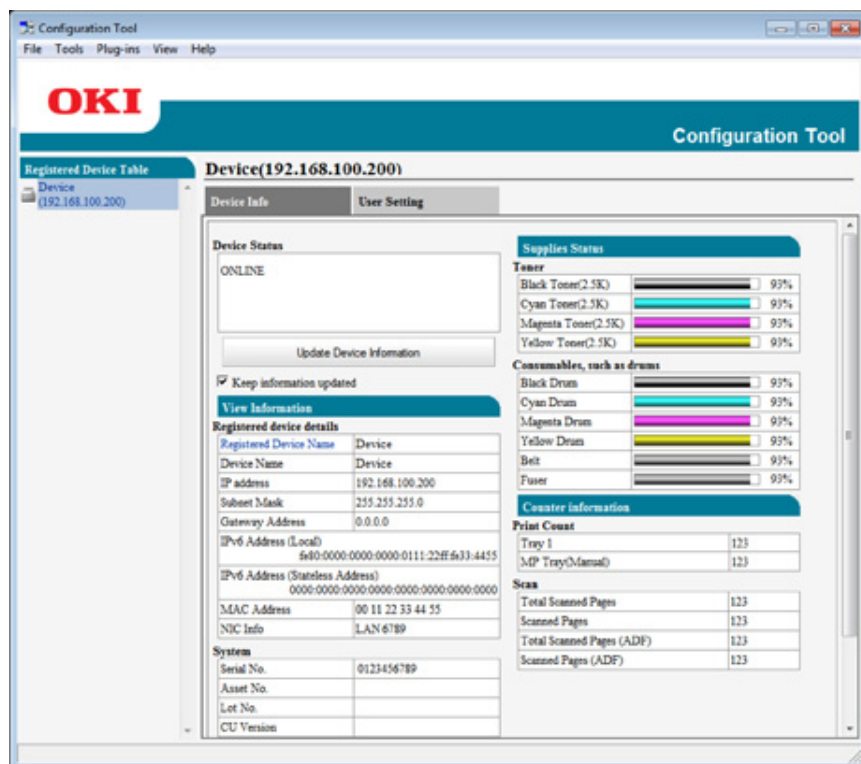 Configuration Tool
File Tools Plug-ins View Help
OKI
Configuration Tool
Registered Device Table
Device
(192.168.100.200)
Device(192.168.100.200)
Device Info
User Setting
Device Status
ONLINE
Update Device Information
Keep information updated
View Information
Registered device details
Registered Device Name Device
Device Name Device
IP address 192.168.100.200
Subnet Mask 255.255.255.0
Gateway Address 0.0.0.0
IPv6 Address (Local)
fe80:0000:0000:0000:0111:22ff:fe33:4455
IPv6 Address (Stateless Address)
0000:0000:0000:0000:0000:0000:0000:0000
MAC Address 00 11 22 33 44 55
NIC Info LAN 6789
System
Serial No. 0123456789
Asset No.
Lot No.
CU Version
Supplies Status
Toner
Black Toner(2.5K) 93%
Cyan Toner(2.5K) 93%
Magenta Toner(2.5K) 93%
Yellow Toner(2.5K) 93%
Consumables, such as drums
Black Drum 93%
Cyan Drum 93%
Magenta Drum 93%
Yellow Drum 93%
Belt 93%
Fuser 93%
Counter information
Print Count
Tray 1 123
MP Tray(Manual) 123
Scan
Total Scanned Pages 123
Scanned Pages 123
Total Scanned Pages (ADF) 123
Scanned Pages (ADF) 123